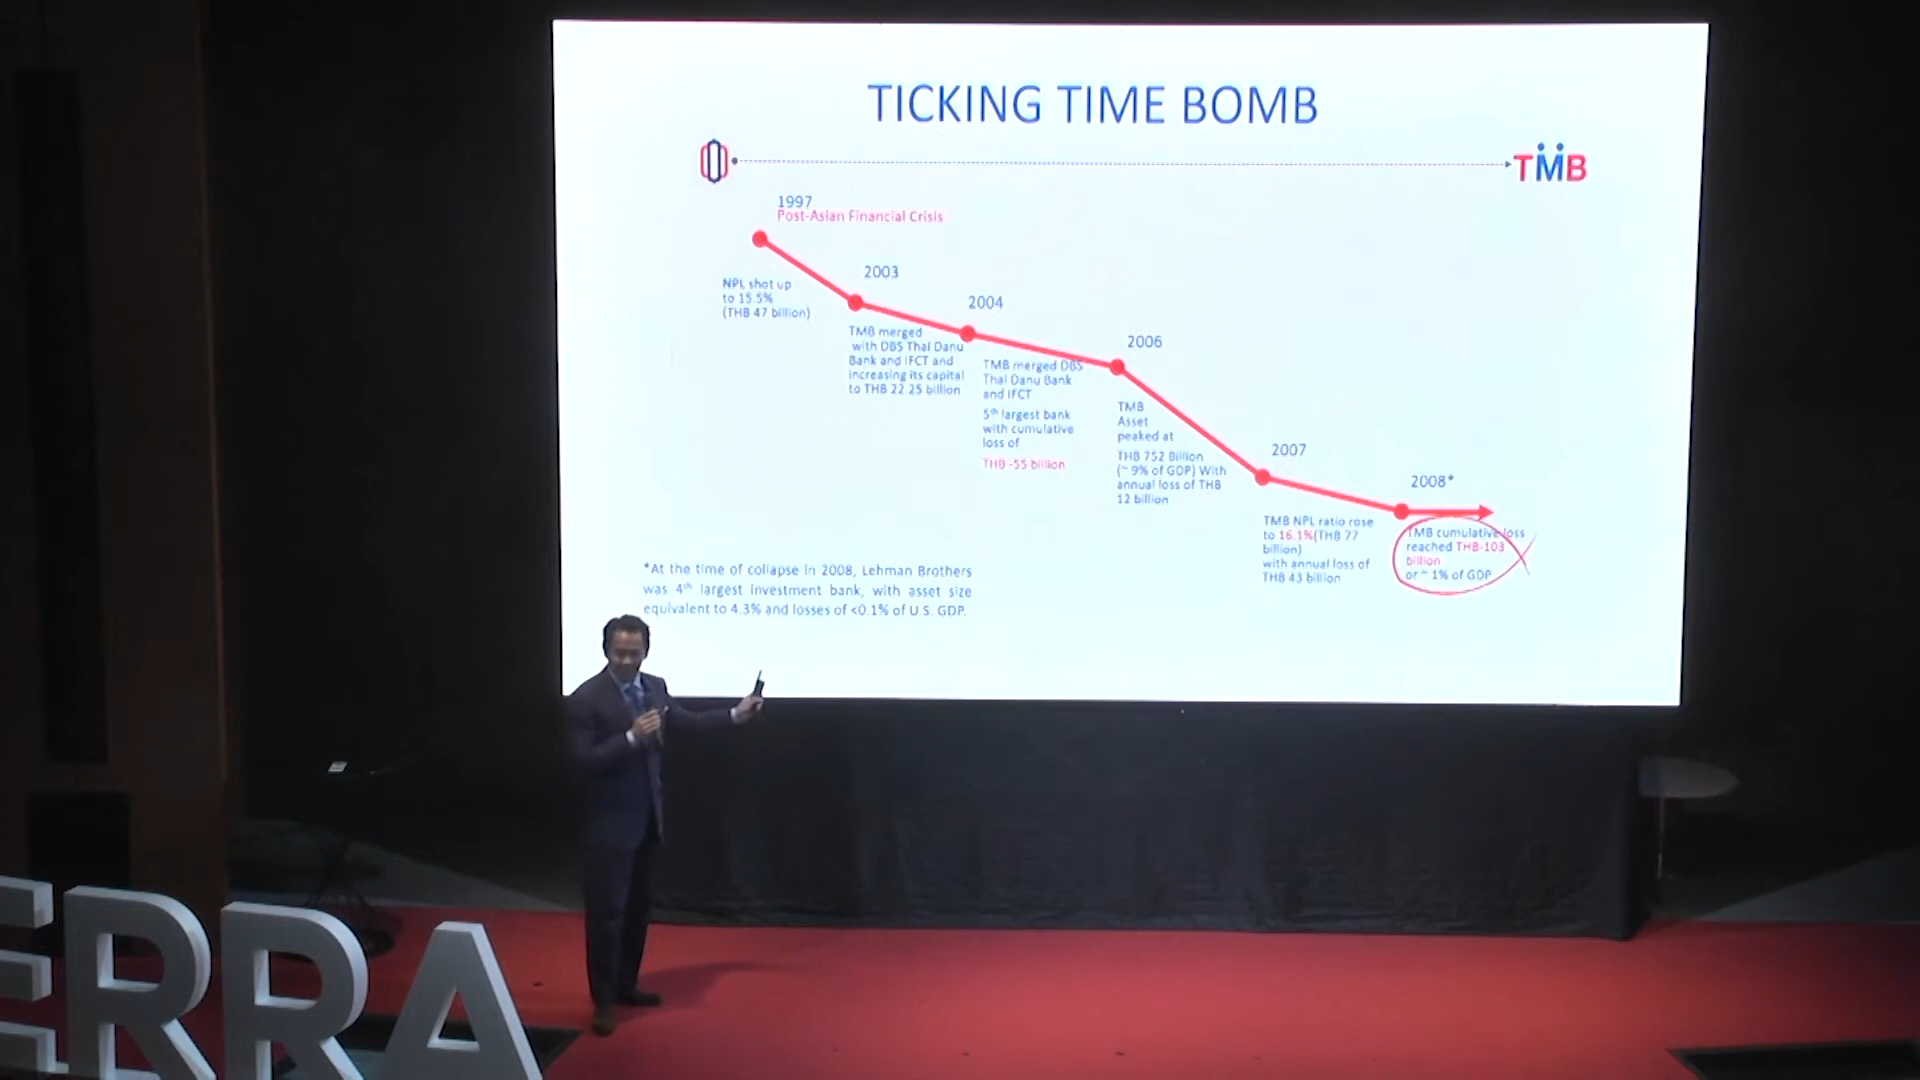 TICKING TIME BOMB
TMB
1997
Post-Asian Financial Crisis
NPL shot up
to 15.5%
(THB 47 billion)
2003
TMB merged
with DBS Thai Danu
Bank and IFCT and
increasing its capital
to THB 22.25 billion
2004
TMB merged DBS
Thai Danu Bank
and IFCT
5th largest bank
with cumulative
loss of
THB -55 billion
2006
TMB
Asset
peaked at
THB 752 Billion
(~ 9% of GDP) With
annual loss of THB
12 billion
2007
TMB NPL ratio rose
to 16.1%(THB 77
billion)
with annual loss of
THB 43 billion
2008*
TMB cumulative loss
reached THB-103
billion
or ~ 1% of GDP
*At the time of collapse in 2008, Lehman Brothers
was 4th largest investment bank, with asset size
equivalent to 4.3% and losses of <0.1% of U.S. GDP.
ERRA